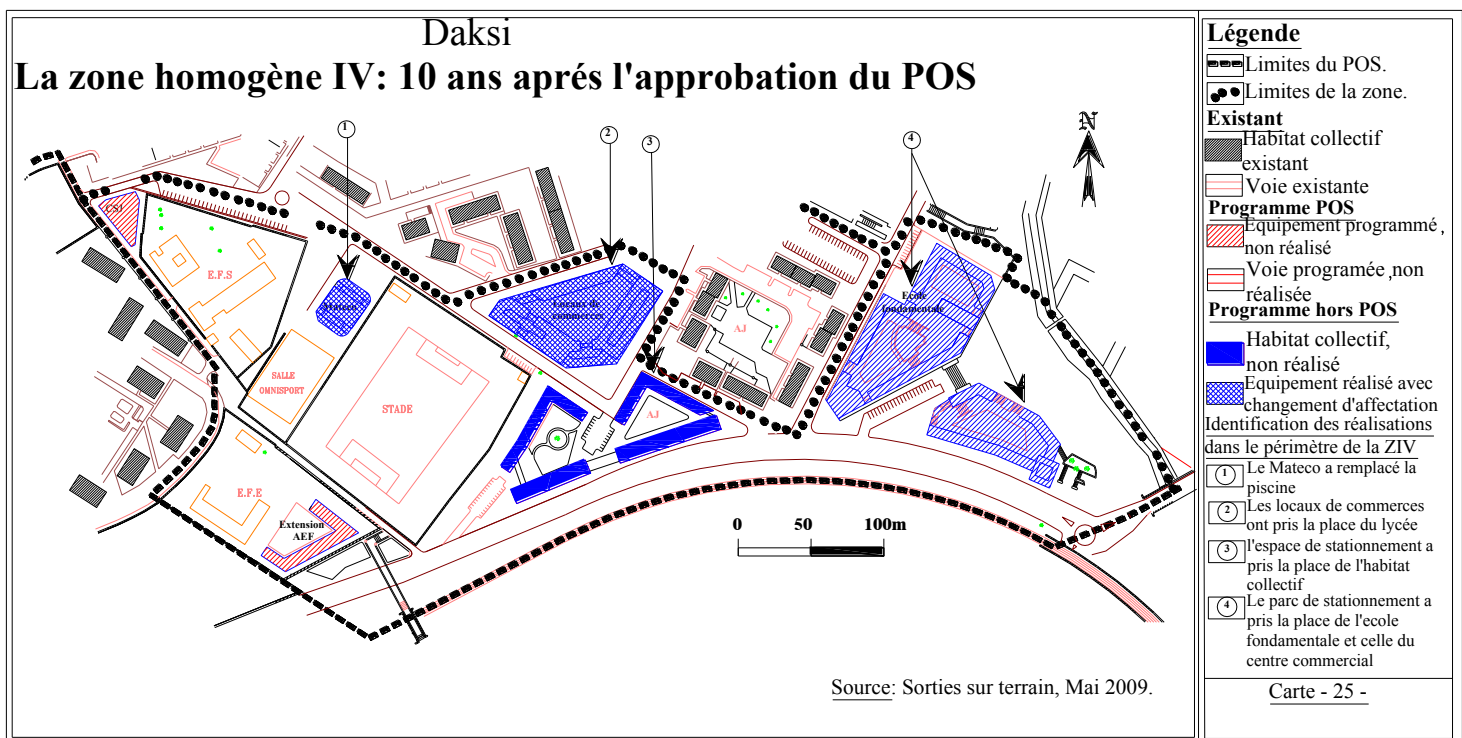 Daksi
La zone homogène IV: 10 ans aprés l'approbation du POS
1
2
3
4
N
CSI
E.F.S
Mateco
Locaux de
commerces
A.J
Ecole
fondamentale
SALLE
OMNISPORT
STADE
A.J
E.F.E
Extension
AEF
0 50 100m
Source: Sorties sur terrain, Mai 2009.
Légende
Limites du POS.
Limites de la zone.
Existant
Habitat collectif
existant
Voie existante
Programme POS
Equipement programmé,
non réalisé
Voie programée ,non
réalisée
Programme hors POS
Habitat collectif,
non réalisé
Equipement réalisé avec
changement d'affectation
Identification des réalisations
dans le périmètre de la ZIV
1 Le Mateco a remplacé la
piscine
2 Les locaux de commerces
ont pris la place du lycée
3 l'espace de stationnement a
pris la place de l'habitat
collectif
4 Le parc de stationnement a
pris la place de l'ecole
fondamentale et celle du
centre commercial
Carte - 25 -